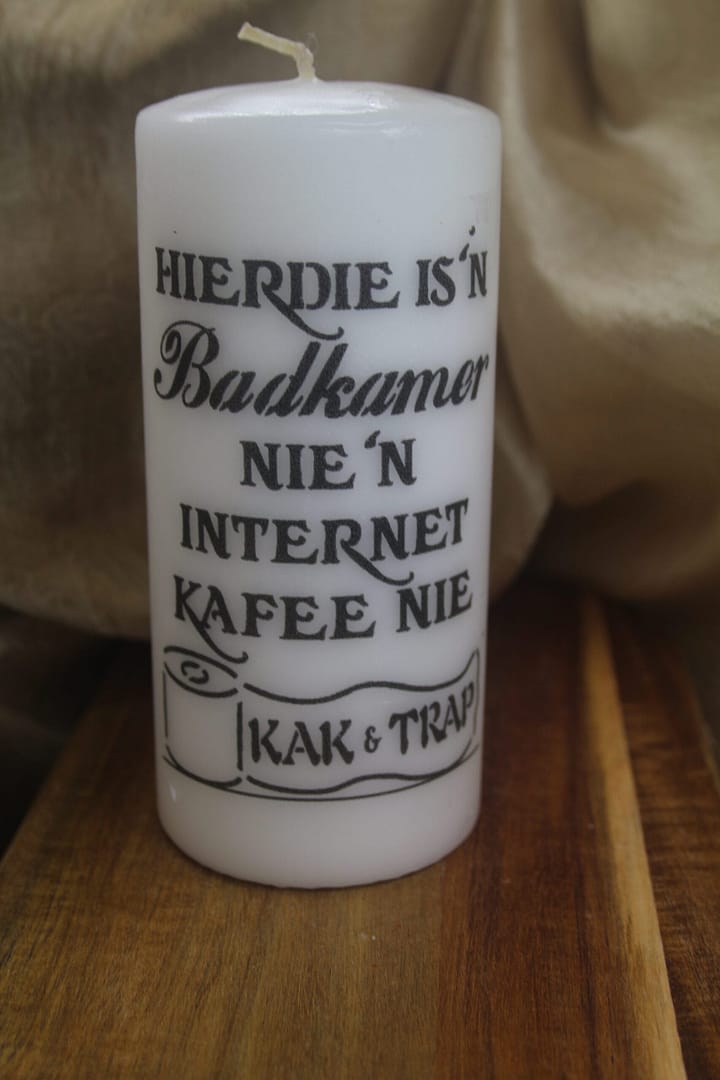 HIERDIE IS 'N
Badkamer
NIE 'N
INTERNET
KAFEE NIE
KAK & TRAP